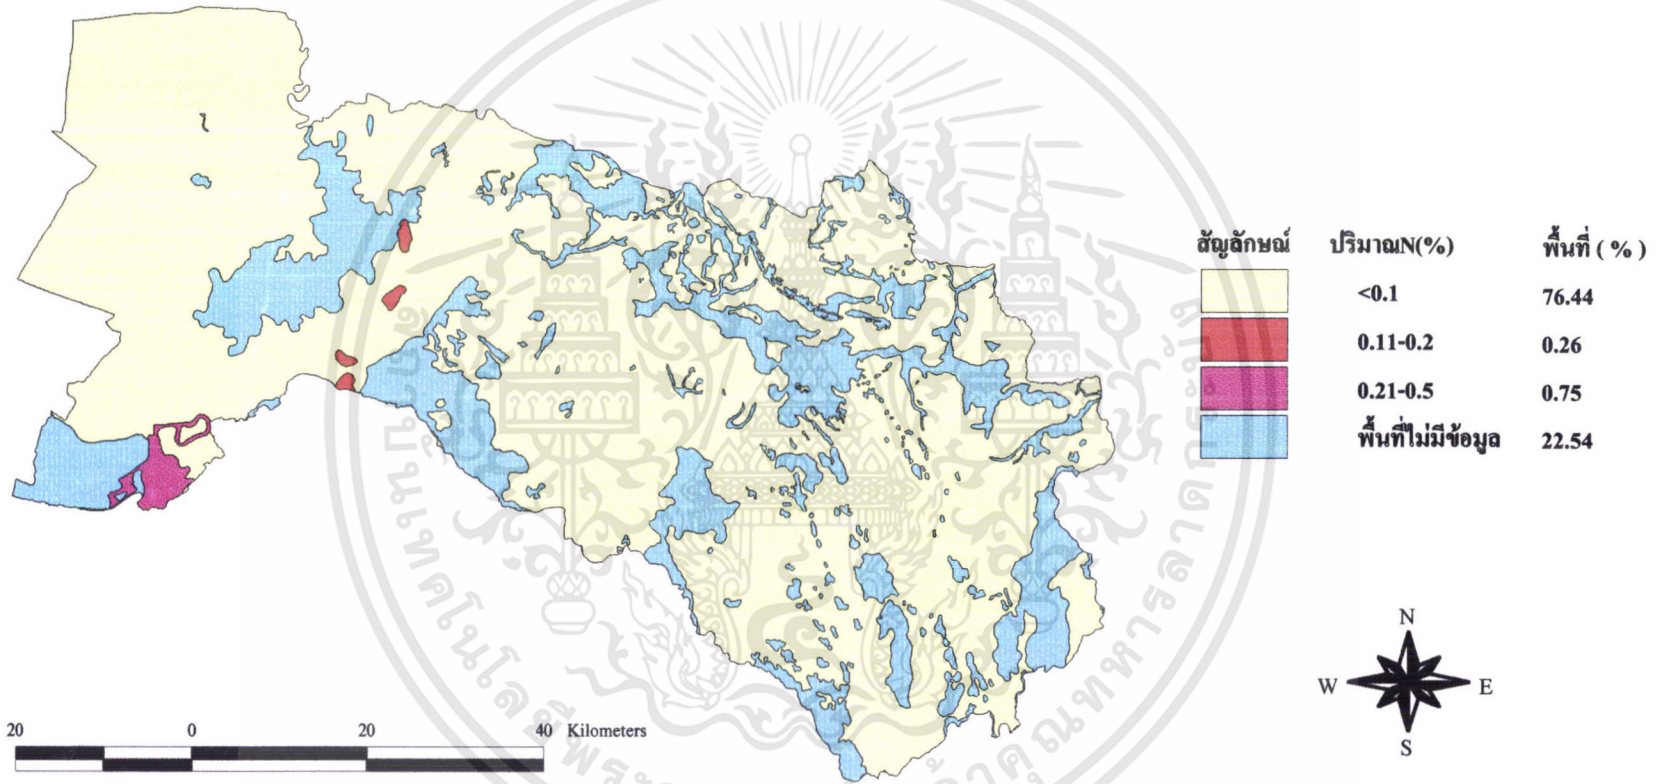 สัญลักษณ์ ปริมาณN(%) พื้นที่ ( % )
<0.1 76.44
0.11-0.2 0.26
0.21-0.5 0.75
พื้นที่ไม่มีข้อมูล 22.54
N
W E
S
20 0 20 40 Kilometers